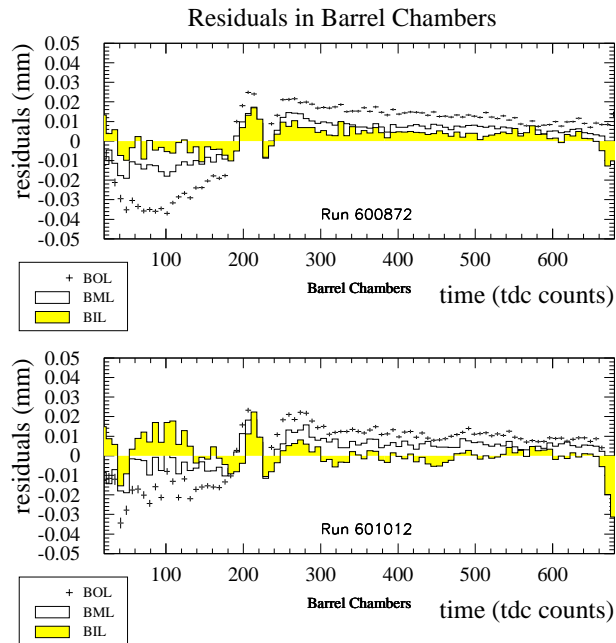 Residuals in Barrel Chambers
residuals (mm)
0.05
0.04
0.03
0.02
0.01
0
-0.01
-0.02
-0.03
-0.04
-0.05
Run 600872
100 200 300 400 500 600
Barrel Chambers
time (tdc counts)
BOL
BML
BIL
residuals (mm)
0.05
0.04
0.03
0.02
0.01
0
-0.01
-0.02
-0.03
-0.04
-0.05
Run 601012
100 200 300 400 500 600
Barrel Chambers
time (tdc counts)
BOL
BML
BIL